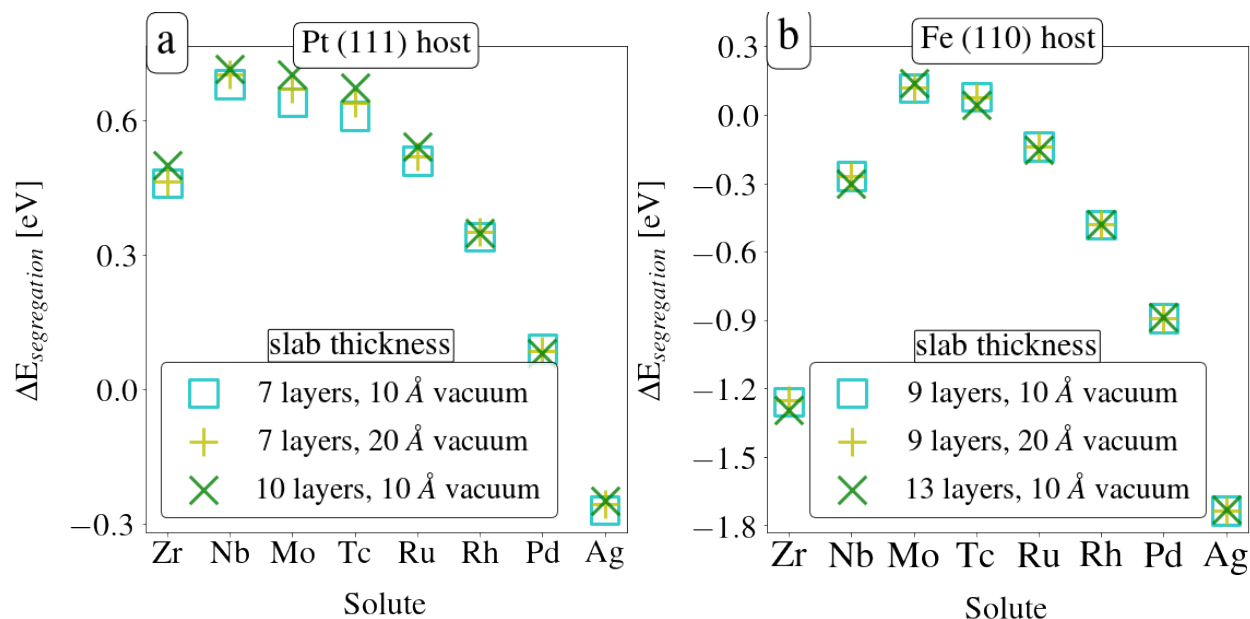 a
Pt (111) host
0.6
0.3
0.0
−0.3
ΔE_segregation [eV]
slab thickness
7 layers, 10 Å vacuum
7 layers, 20 Å vacuum
10 layers, 10 Å vacuum
Zr Nb Mo Tc Ru Rh Pd Ag
Solute
b
Fe (110) host
0.3
0.0
−0.3
−0.6
−0.9
−1.2
−1.5
−1.8
ΔE_segregation [eV]
slab thickness
9 layers, 10 Å vacuum
9 layers, 20 Å vacuum
13 layers, 10 Å vacuum
Zr Nb Mo Tc Ru Rh Pd Ag
Solute